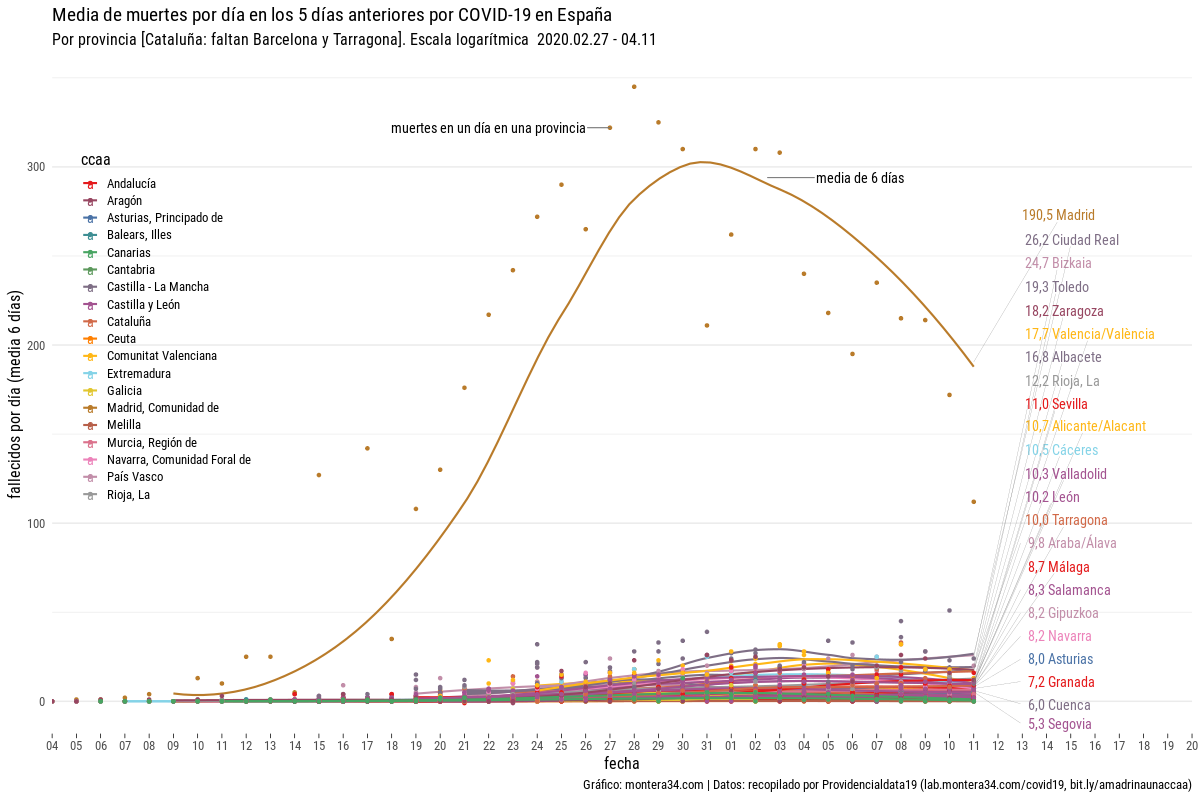 Media de muertes por día en los 5 días anteriores por COVID-19 en España
Por provincia [Cataluña: faltan Barcelona y Tarragona]. Escala logarítmica  2020.02.27 - 04.11
muertes en un día en una provincia
media de 6 días
ccaa
Andalucía
Aragón
Asturias, Principado de
Balears, Illes
Canarias
Cantabria
Castilla - La Mancha
Castilla y León
Cataluña
Ceuta
Comunitat Valenciana
Extremadura
Galicia
Madrid, Comunidad de
Melilla
Murcia, Región de
Navarra, Comunidad Foral de
País Vasco
Rioja, La
fallecidos por día (media 6 días)
300
200
100
0
190,5 Madrid
26,2 Ciudad Real
24,7 Bizkaia
19,3 Toledo
18,2 Zaragoza
17,7 Valencia/València
16,8 Albacete
12,2 Rioja, La
11,0 Sevilla
10,7 Alicante/Alacant
10,5 Cáceres
10,3 Valladolid
10,2 León
10,0 Tarragona
9,8 Araba/Álava
8,7 Málaga
8,3 Salamanca
8,2 Gipuzkoa
8,2 Navarra
8,0 Asturias
7,2 Granada
6,0 Cuenca
5,3 Segovia
04 05 06 07 08 09 10 11 12 13 14 15 16 17 18 19 20 21 22 23 24 25 26 27 28 29 30 31 01 02 03 04 05 06 07 08 09 10 11 12 13 14 15 16 17 18 19 20
fecha
Gráfico: montera34.com | Datos: recopilado por Providencialdata19 (lab.montera34.com/covid19, bit.ly/amadrinaunaccaa)